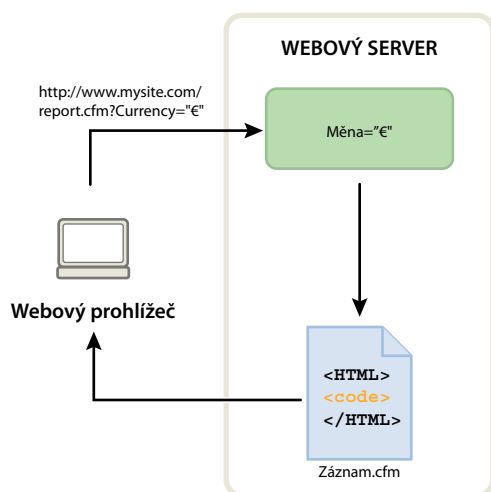 WEBOVÝ SERVER
http://www.mysite.com/
report.cfm?Currency="€"
Měna="€"
Webový prohlížeč
<HTML>
<code>
</HTML>
Záznam.cfm